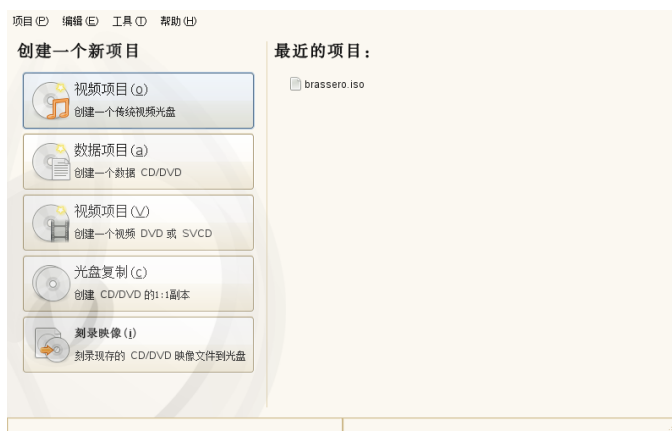 项目(P) 编辑(E) 工具(T) 帮助(H)
创建一个新项目
视频项目(o)
创建一个传统视频光盘
数据项目(a)
创建一个数据 CD/DVD
视频项目(V)
创建一个视频 DVD 或 SVCD
光盘复制(c)
创建 CD/DVD 的1:1副本
刻录映像(i)
刻录现存的 CD/DVD 映像文件到光盘
最近的项目：
brassero.iso